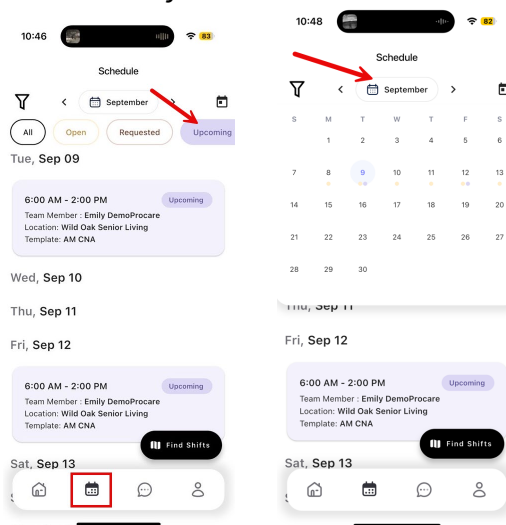 10:46
83
Schedule
September
All
Open
Requested
Upcoming
Tue, Sep 09
6:00 AM - 2:00 PM
Upcoming
Team Member : Emily DemoProcare
Location: Wild Oak Senior Living
Template: AM CNA
Wed, Sep 10
Thu, Sep 11
Fri, Sep 12
6:00 AM - 2:00 PM
Upcoming
Team Member : Emily DemoProcare
Location: Wild Oak Senior Living
Template: AM CNA
Find Shifts
Sat, Sep 13
10:48
82
Schedule
September
S M T W T F S
1 2 3 4 5 6
7 8 9 10 11 12 13
14 15 16 17 18 19 20
21 22 23 24 25 26 27
28 29 30
Thu, Sep 11
Fri, Sep 12
6:00 AM - 2:00 PM
Upcoming
Team Member : Emily DemoProcare
Location: Wild Oak Senior Living
Template: AM CNA
Find Shifts
Sat, Sep 13